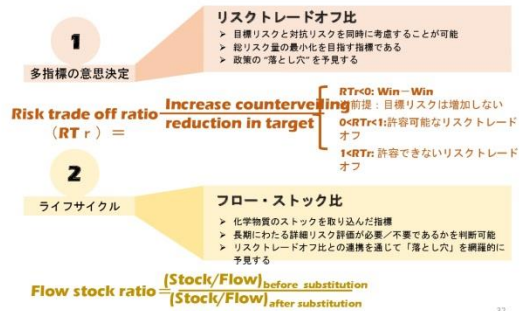 1
多指標の意思決定
リスクトレードオフ比
➢ 目標リスクと対抗リスクを同時に考慮することが可能
➢ 総リスク量の最小化を目指す指標である
➢ 政策の “落とし穴” を予見する
Risk trade off ratio
（RTｒ）＝
Increase counterveiling
reduction in target
RTr<0: Win－Win
前提：目標リスクは増加しない
0<RTr<1:許容可能なリスクトレード
オフ
1<RTr: 許容できないリスクトレード
オフ
2
ライフサイクル
フロー・ストック比
➢ 化学物質のストックを取り込んだ指標
➢ 長期にわたる詳細リスク評価が必要／不要であるかを判断可能
➢ リスクトレードオフ比との連携を通じて「落とし穴」を網羅的に
予見する
Flow stock ratio＝
(Stock/Flow)before substitution
(Stock/Flow)after substitution
32